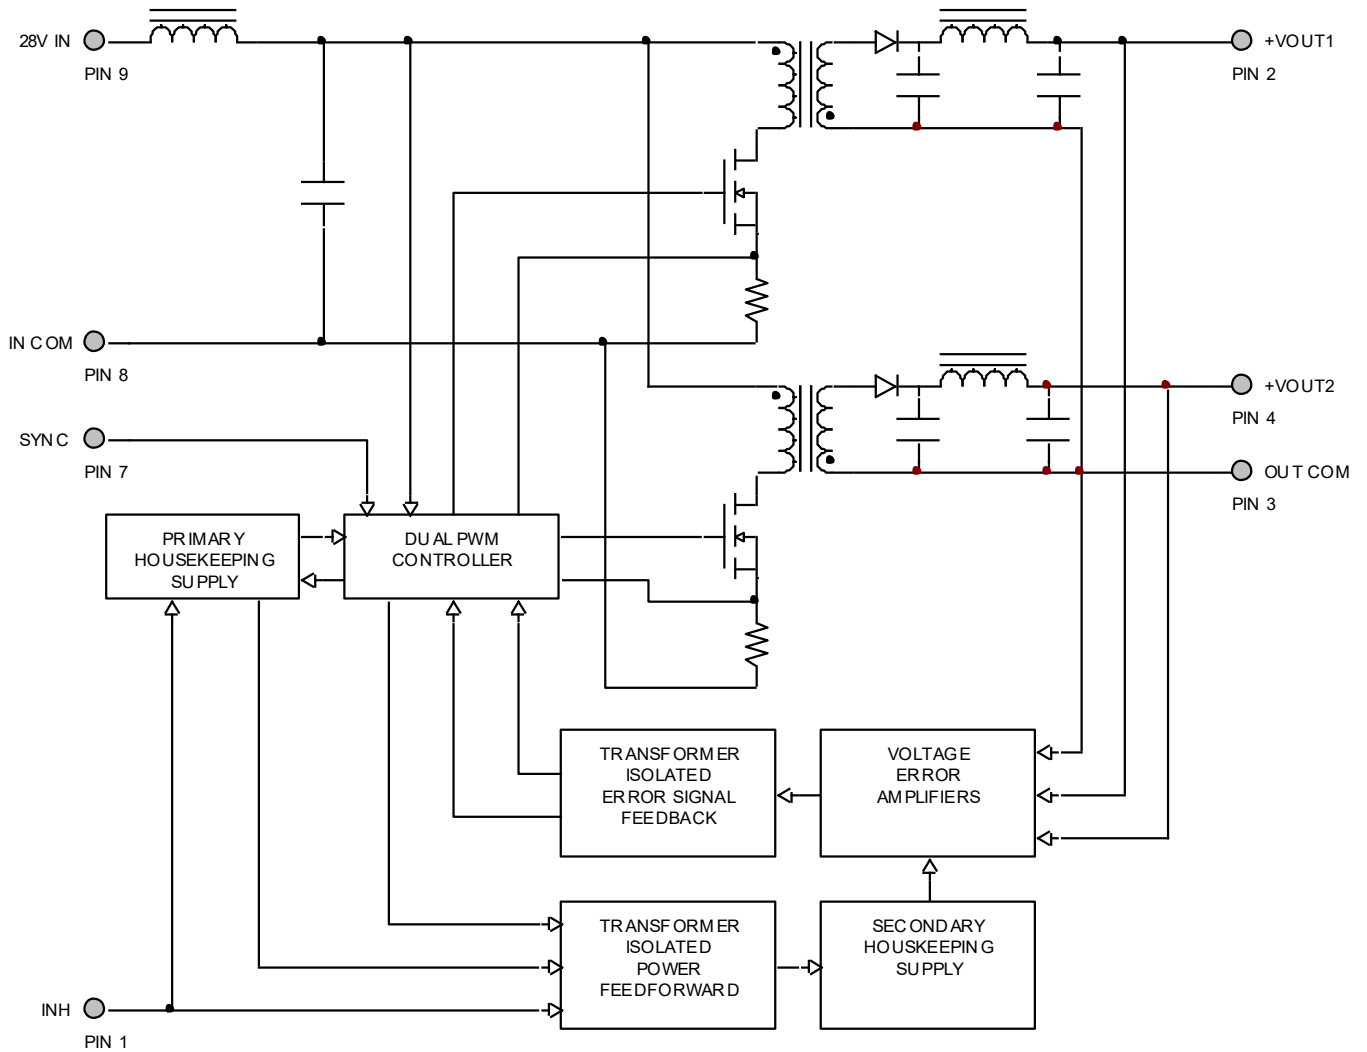 28V IN
PIN 9
+VOUT1
PIN 2
IN COM
PIN 8
+VOUT2
PIN 4
SYNC
PIN 7
OUT COM
PIN 3
PRIMARY
HOUSEKEEPING
SUPPLY
DUAL PWM
CONTROLLER
TRANSFORMER
ISOLATED
ERROR SIGNAL
FEEDBACK
VOLTAGE
ERROR
AMPLIFIERS
TRANSFORMER
ISOLATED
POWER
FEEDFORWARD
SECONDARY
HOUSKEEPING
SUPPLY
INH
PIN 1